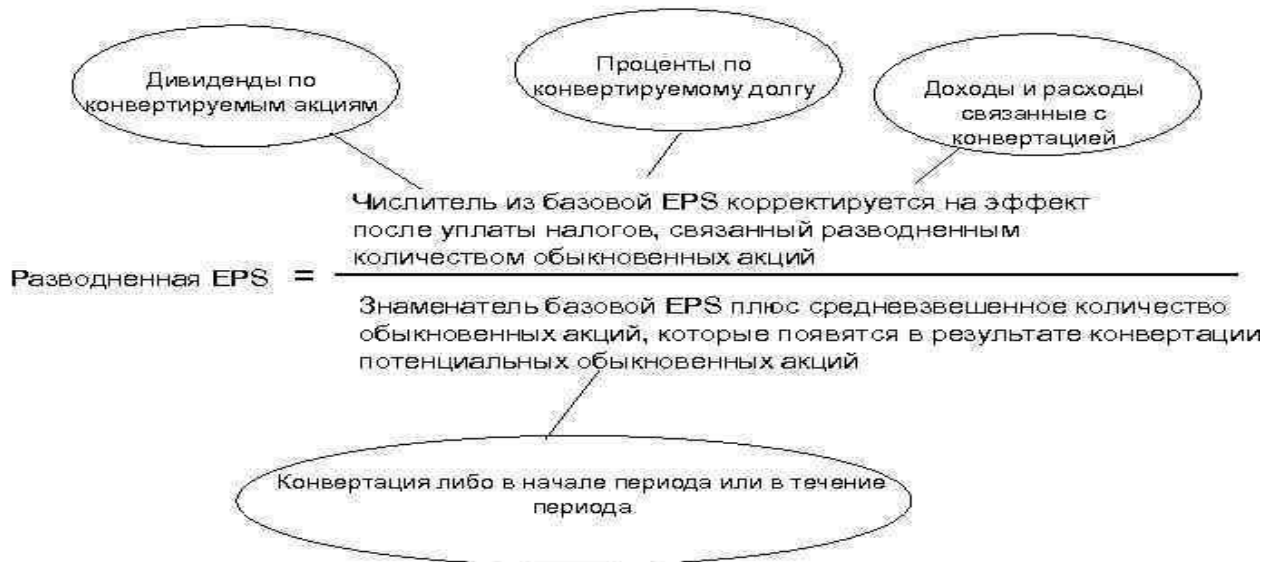 Дивиденды по
конвертируемым акциям
Проценты по
конвертируемому долгу
Доходы и расходы
связанные с
конвертацией
Числитель из базовой EPS корректируется на эффект
после уплаты налогов, связанный разводненным
количеством обыкновенных акций
Разводненная EPS =
Знаменатель базовой EPS плюс средневзвешенное количество
обыкновенных акций, которые появятся в результате конвертации
потенциальных обыкновенных акций
Конвертация либо в начале периода или в течение
периода